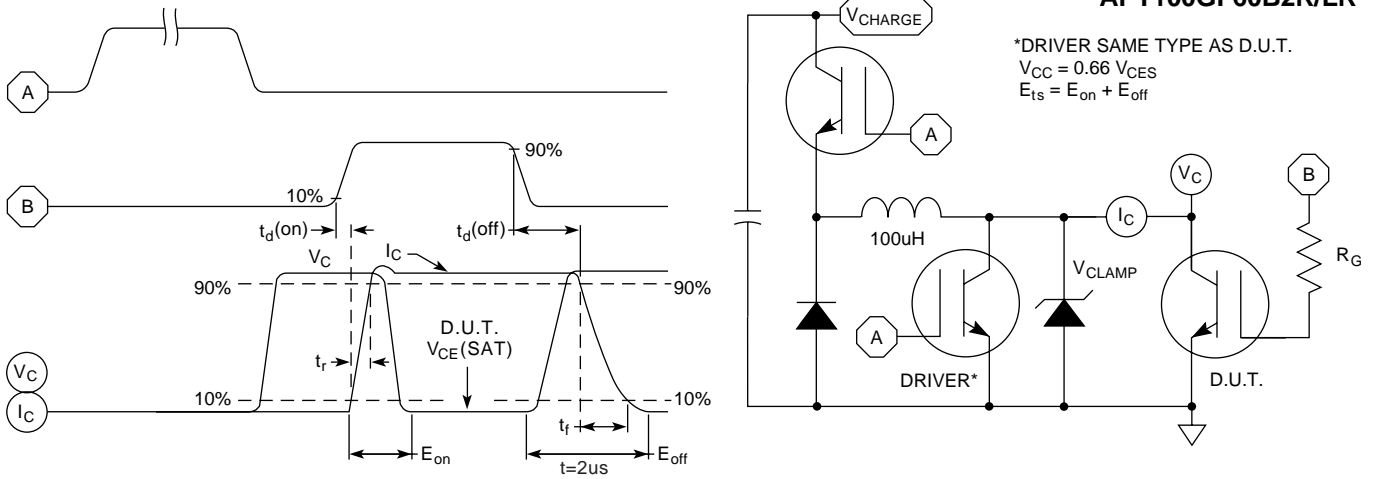 *DRIVER SAME TYPE AS D.U.T.
VCC = 0.66 VCES
Ets = Eon + Eoff
A
B
90%
10%
td(on)
td(off)
VC
IC
90%
90%
D.U.T.
VCE(SAT)
tr
10%
10%
tf
VC
IC
Eon
t=2us
Eoff
VCHARGE
A
100uH
IC
VC
B
RG
VCLAMP
A
DRIVER*
D.U.T.